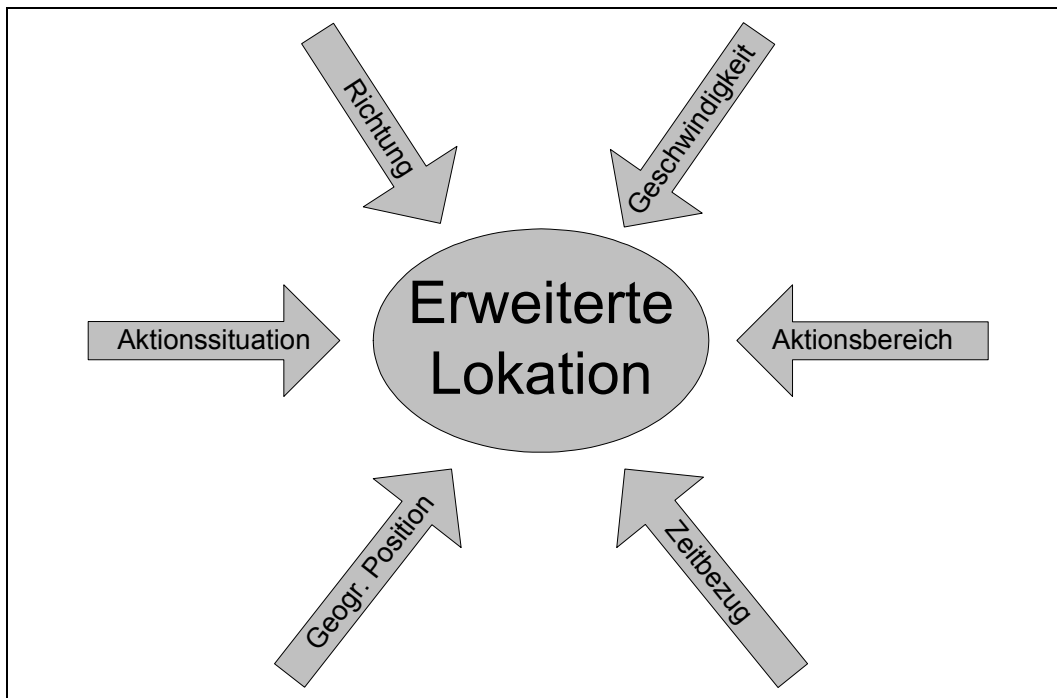 Richtung
Geschwindigkeit
Erweiterte
Lokation
Aktionssituation
Aktionsbereich
Geogr. Position
Zeitbezug